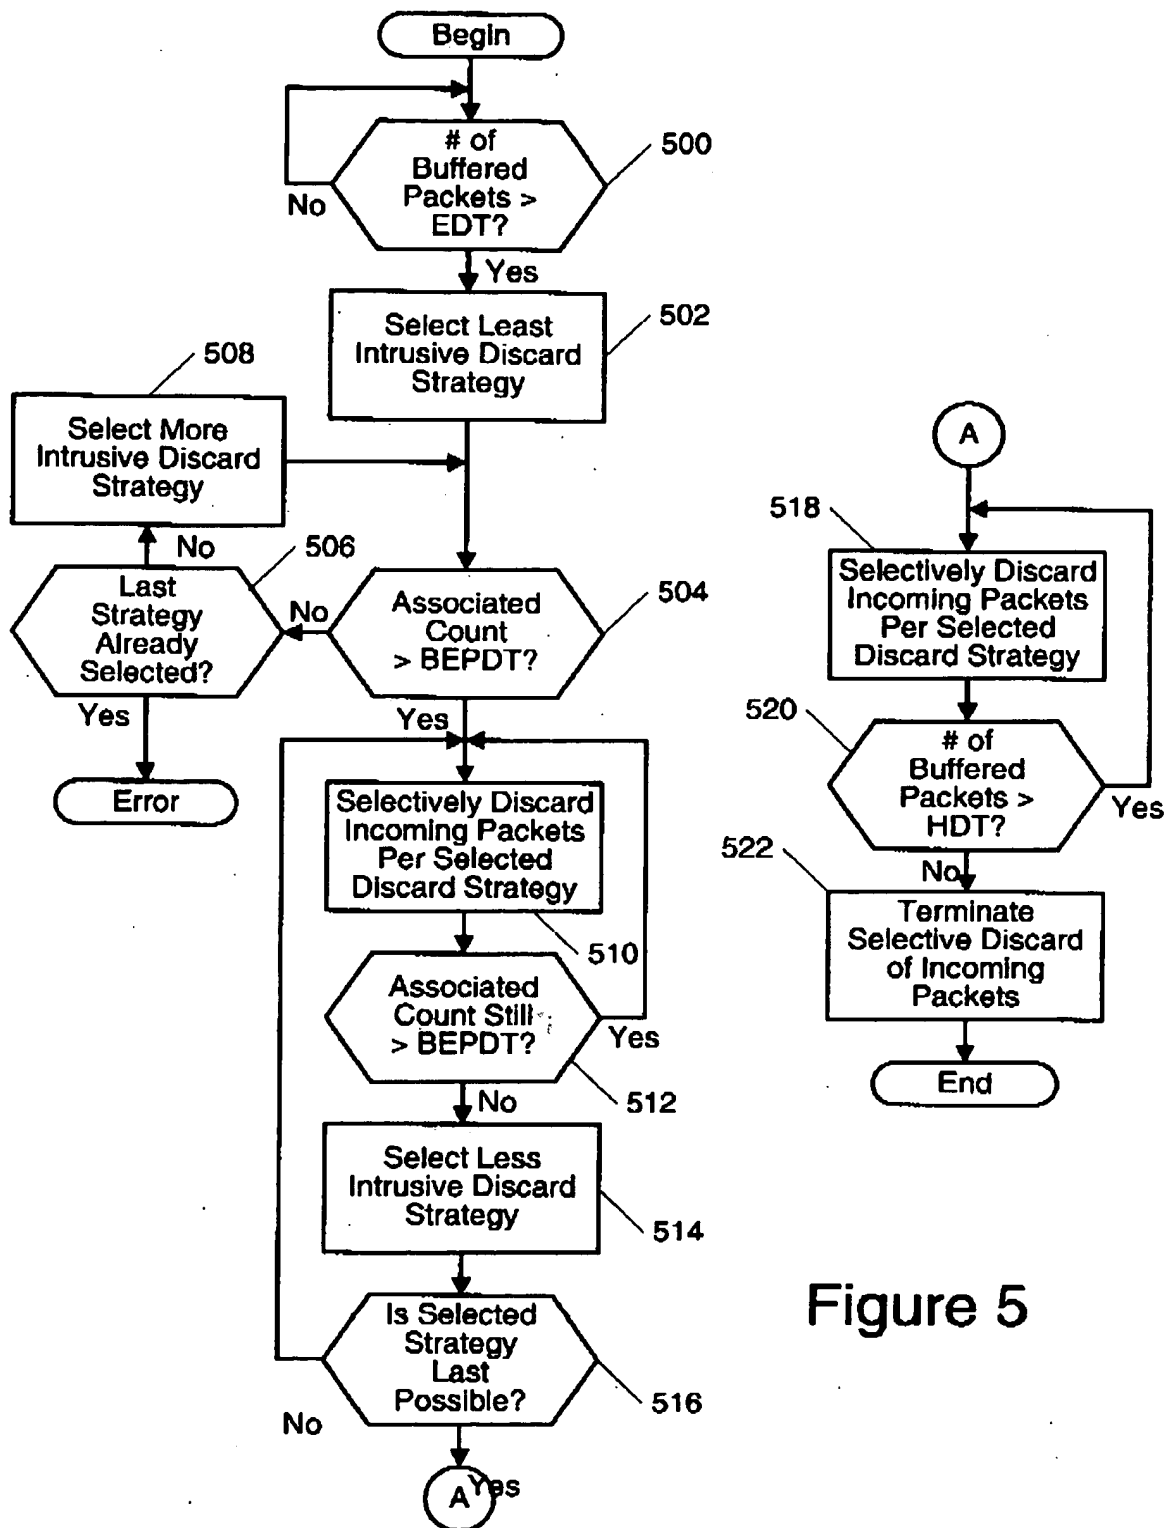 Begin
# of
Buffered
Packets >
EDT?
500
No
Yes
Select Least
Intrusive Discard
Strategy
502
508
Select More
Intrusive Discard
Strategy
No
506
Last
Strategy
Already
Selected?
No
Associated
Count
> BEPDT?
504
Yes
Error
Yes
Selectively Discard
Incoming Packets
Per Selected
Discard Strategy
510
Associated
Count Still
> BEPDT?
Yes
512
No
Select Less
Intrusive Discard
Strategy
514
Is Selected
Strategy
Last
Possible?
516
No
Yes
A
A
518
Selectively Discard
Incoming Packets
Per Selected
Discard Strategy
520
# of
Buffered
Packets >
HDT?
Yes
522
No
Terminate
Selective Discard
of Incoming
Packets
End
Figure 5